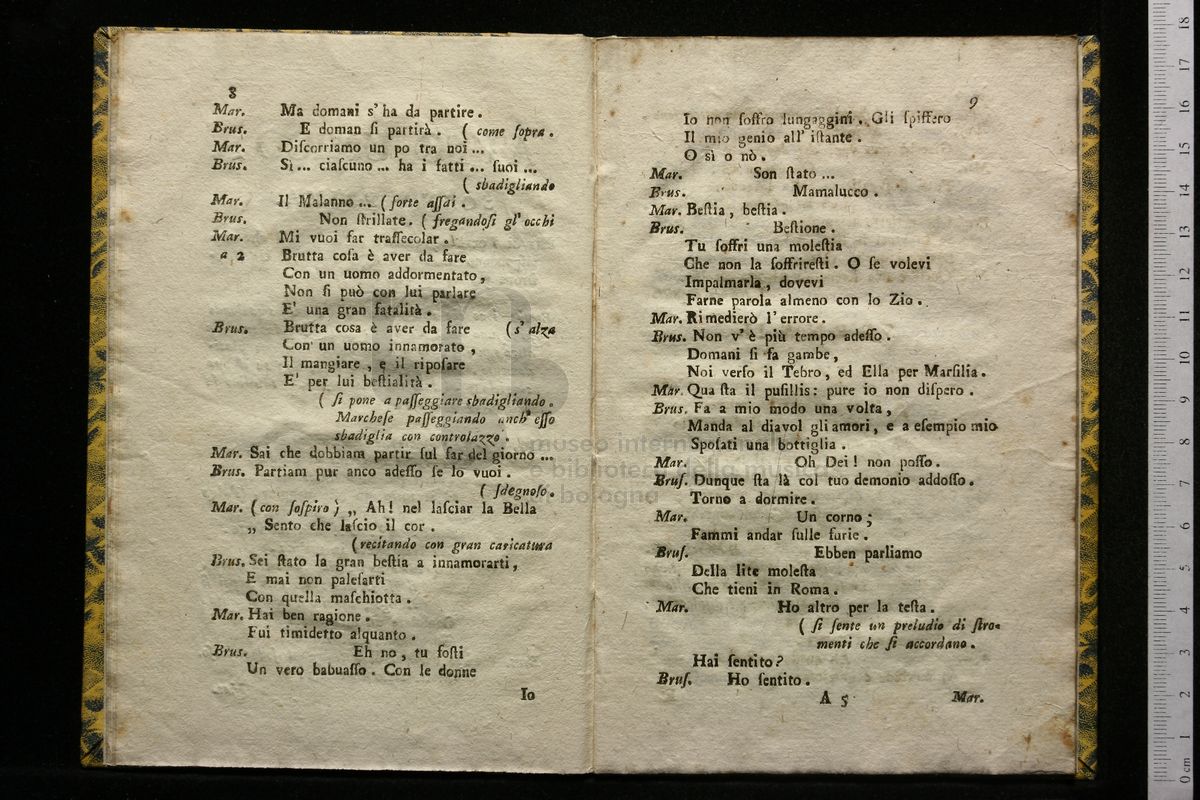 8
Mar. Ma domani s' ha da partire .
Brus. E doman ſi partirà . ( come ſopra .
Mar. Diſcorriamo un po tra noi ...
Brus. Sì ... ciaſcuno ... ha i fatti ... ſuoi ...
( sbadigliando
Mar. Il Malanno ... ( forte aſſai .
Brus. Non ſtrillate . ( fregandoſi gl' occhi
Mar. Mi vuoi far traſſecolar .
a 2 Brutta coſa è aver da fare
Con un uomo addormentato ,
Non ſi può con lui parlare
E' una gran fatalità .
Brus. Brutta cosa è aver da fare ( s' alza
Con un uomo innamorato ,
Il mangiare , e il ripoſare
E' per lui beſtialità .
( ſi pone a paſſeggiare sbadigliando .
Marcheſe paſſeggiando anch' eſſo
sbadiglia con controlazzo .
Mar. Sai che dobbiam partir ſul far del giorno ...
Brus. Partiam pur anco adeſſo ſe lo vuoi .
( ſdegnoſo .
Mar. ( con ſoſpiro ) „ Ah ! nel laſciar la Bella
„ Sento che laſcio il cor .
( recitando con gran caricatura
Brus. Sei ſtato la gran beſtia a innamorarti ,
E mai non paleſarti
Con quella maſchiotta .
Mar. Hai ben ragione .
Fui timidetto alquanto .
Brus. Eh no , tu foſti
Un vero babuaſſo . Con le donne
Io
9
Io non ſoffro lungaggini . Gli ſpiffero
Il mio genio all' iſtante .
O sì o nò .
Mar. Son ſtato ...
Brus. Mamalucco .
Mar. Beſtia , beſtia .
Brus. Beſtione .
Tu ſoffri una moleſtia
Che non la ſoffrireſti . O ſe volevi
Impalmarla , dovevi
Farne parola almeno con lo Zio .
Mar. Rimedierò l' errore .
Brus. Non v' è più tempo adeſſo .
Domani ſi fa gambe ,
Noi verſo il Tebro , ed Ella per Marſilia .
Mar. Qua ſta il puſillis : pure io non diſpero .
Brus. Fa a mio modo una volta ,
Manda al diavol gli amori , e a eſempio mio
Spoſati una bottiglia .
Mar. Oh Dei ! non poſſo .
Bruſ. Dunque ſta là col tuo demonio addoſſo .
Torno a dormire .
Mar. Un corno ;
Fammi andar ſulle furie .
Bruſ. Ebben parliamo
Della lite moleſta
Che tieni in Roma .
Mar. Ho altro per la teſta .
( ſi ſente un preludio di ſtro-
menti che ſi accordano .
Hai ſentito ?
Bruſ. Ho ſentito .
A 5 Mar.